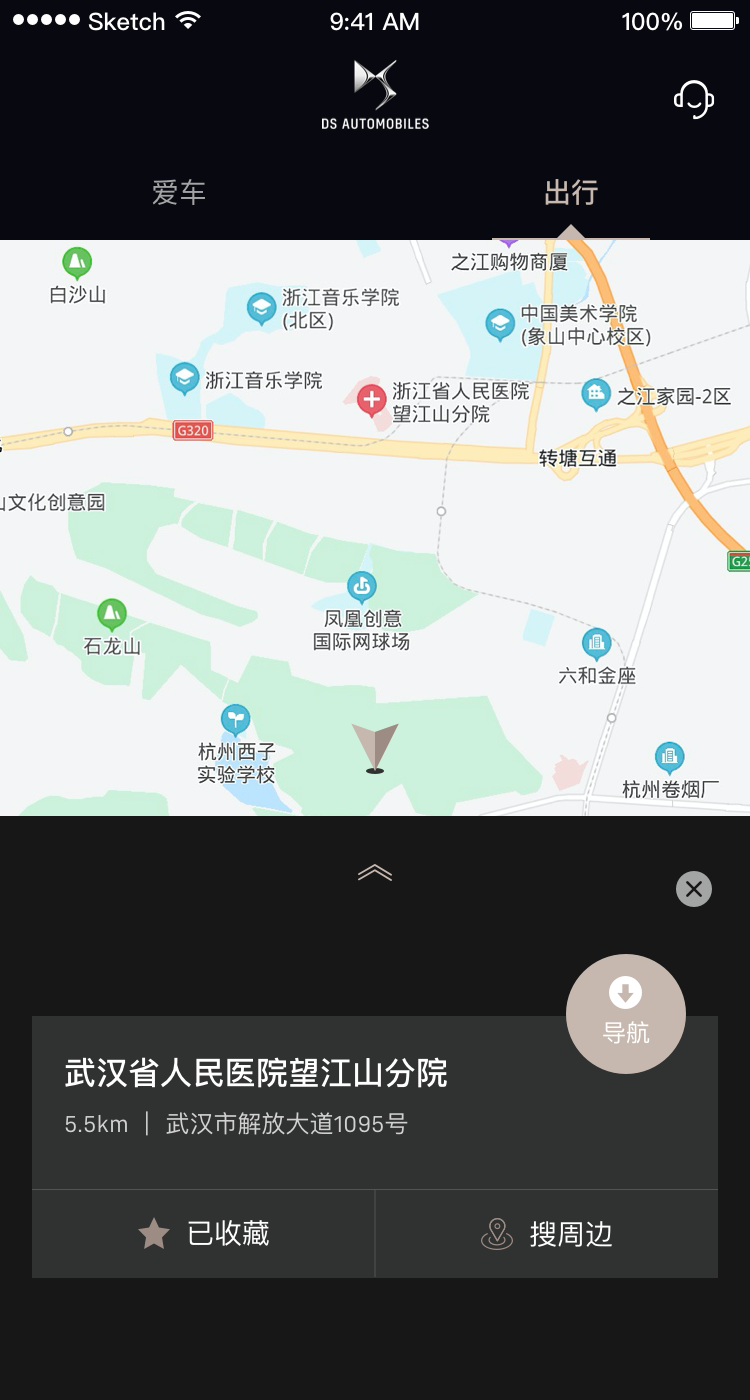 Sketch
9:41 AM
100%
DS AUTOMOBILES
爱车
出行
之江购物商厦
白沙山
浙江音乐学院
(北区)
中国美术学院
(象山中心校区)
浙江音乐学院
浙江省人民医院
望江山分院
之江家园-2区
G320
转塘互通
山文化创意园
凤凰创意
国际网球场
石龙山
六和金座
杭州西子
实验学校
杭州卷烟厂
导航
武汉省人民医院望江山分院
5.5km | 武汉市解放大道1095号
已收藏
搜周边